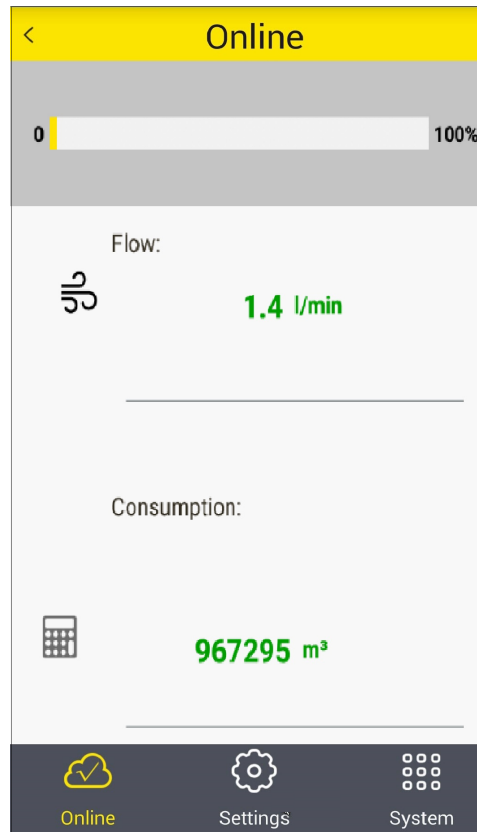 Online
0 100%
Flow:
1.4 l/min
Consumption:
967295 m³
Online Settings System